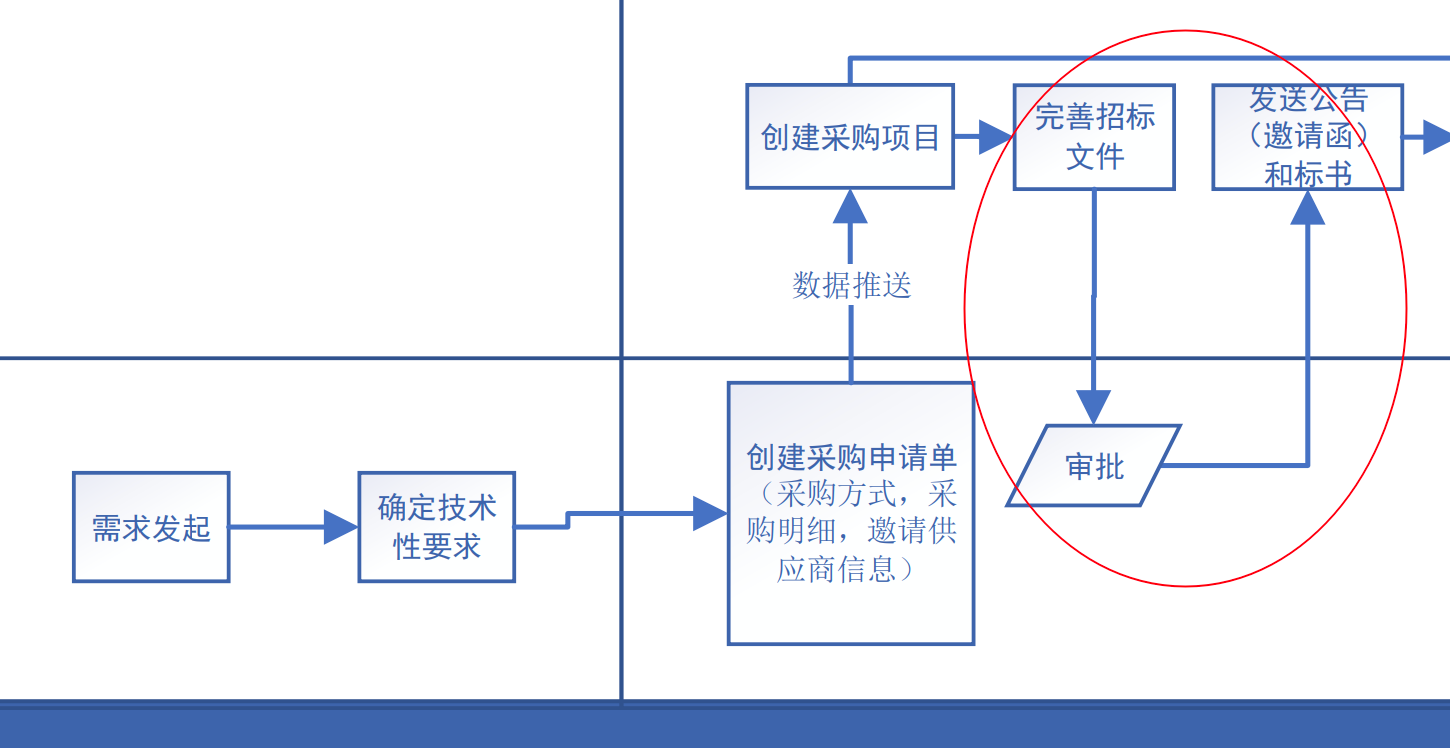 创建采购项目
完善招标
文件
发送公告
（邀请函）
和标书
数据推送
需求发起
确定技术
性要求
创建采购申请单
（采购方式，采
购明细，邀请供
应商信息）
审批